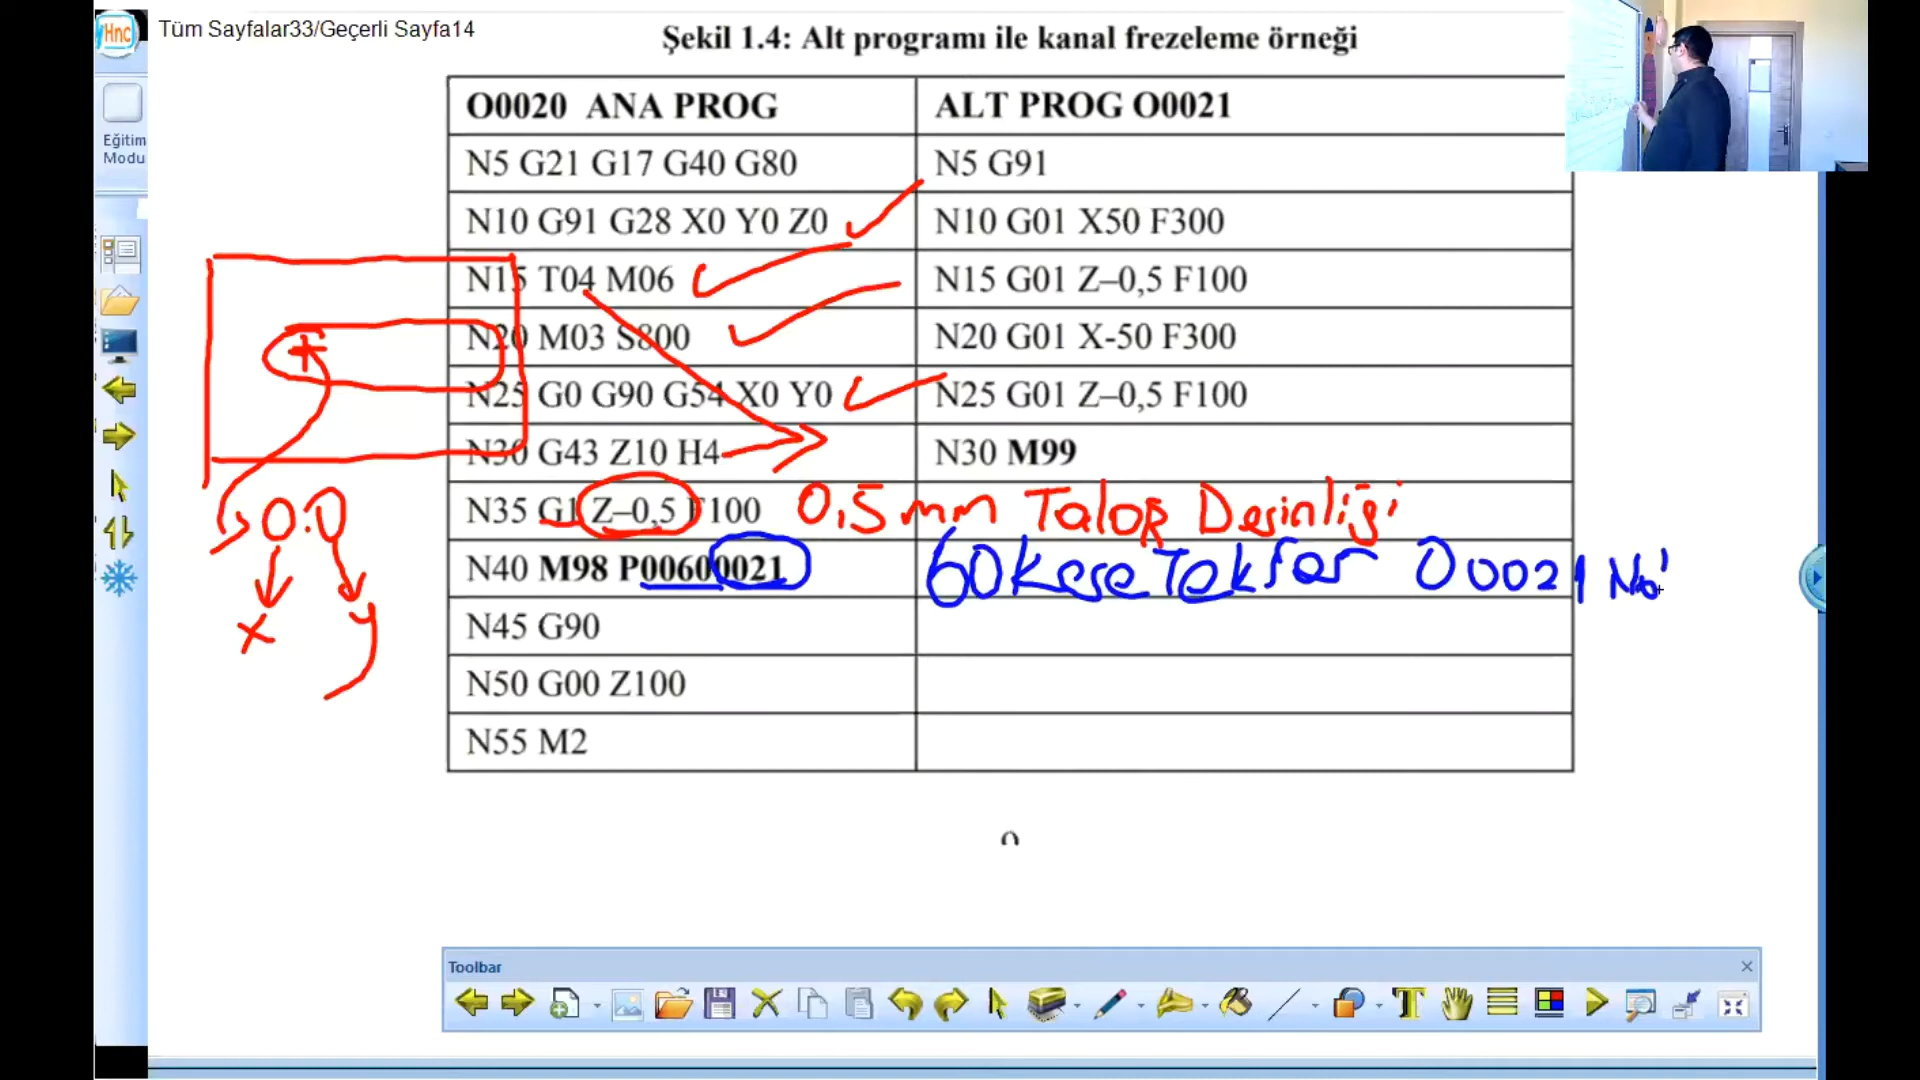 Hnc
Tüm Sayfalar33/Geçerli Sayfa14
Eğitim
Modu
Şekil 1.4: Alt programı ile kanal frezeleme örneği
O0020 ANA PROG
ALT PROG O0021
N5 G21 G17 G40 G80
N5 G91
N10 G91 G28 X0 Y0 Z0
N10 G01 X50 F300
N15 T04 M06
N15 G01 Z–0,5 F100
N20 M03 S800
N20 G01 X-50 F300
N25 G0 G90 G54 X0 Y0
N25 G01 Z–0,5 F100
N30 G43 Z10 H4
N30 M99
N35 G1 Z–0,5 F100
0,5 mm Talaş Derinliği
N40 M98 P00600021
60 kere Tekrar O0021 No'
N45 G90
N50 G00 Z100
N55 M2
0:0
x y
Toolbar